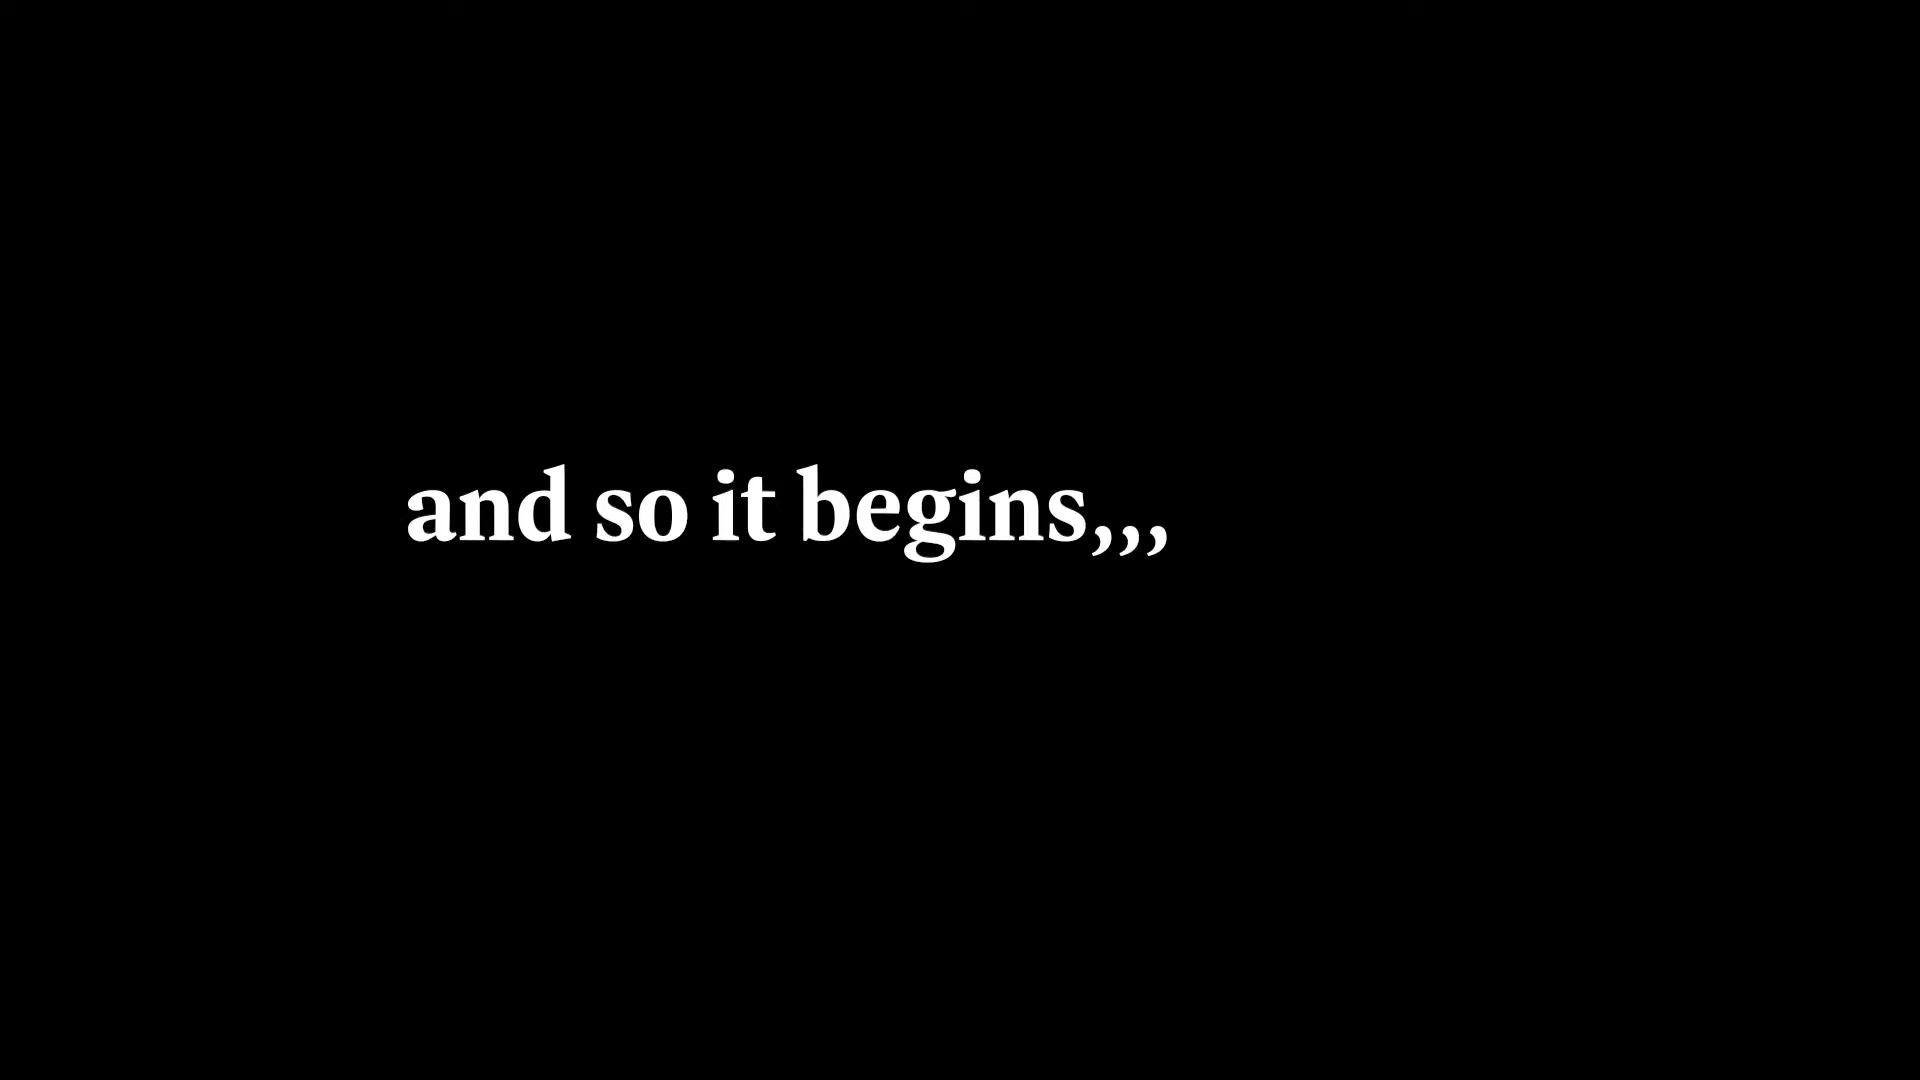 and so it begins,,,